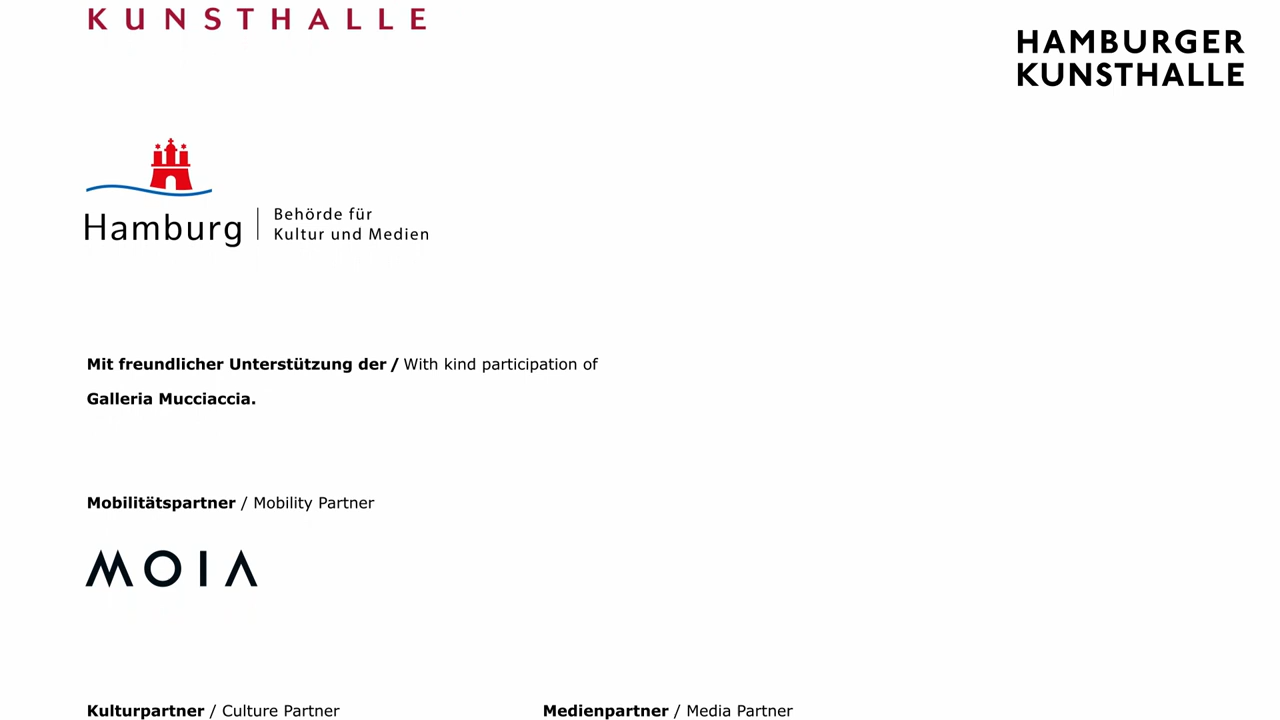 KUNSTHALLE
HAMBURGER
KUNSTHALLE
Hamburg
Behörde für
Kultur und Medien
Mit freundlicher Unterstützung der / With kind participation of
Galleria Mucciaccia.
Mobilitätspartner / Mobility Partner
MOIA
Kulturpartner / Culture Partner
Medienpartner / Media Partner